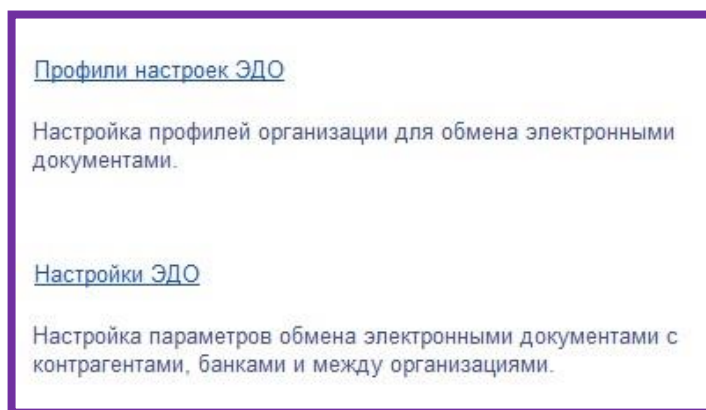 Профили настроек ЭДО
Настройка профилей организации для обмена электронными
документами.
Настройки ЭДО
Настройка параметров обмена электронными документами с
контрагентами, банками и между организациями.